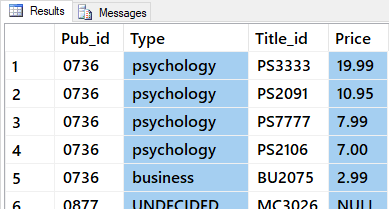 Results Messages
Pub_id Type Title_id Price
1 0736 psychology PS3333 19.99
2 0736 psychology PS2091 10.95
3 0736 psychology PS7777 7.99
4 0736 psychology PS2106 7.00
5 0736 business BU2075 2.99
6 0877 UNDECIDED MC3026 NULL